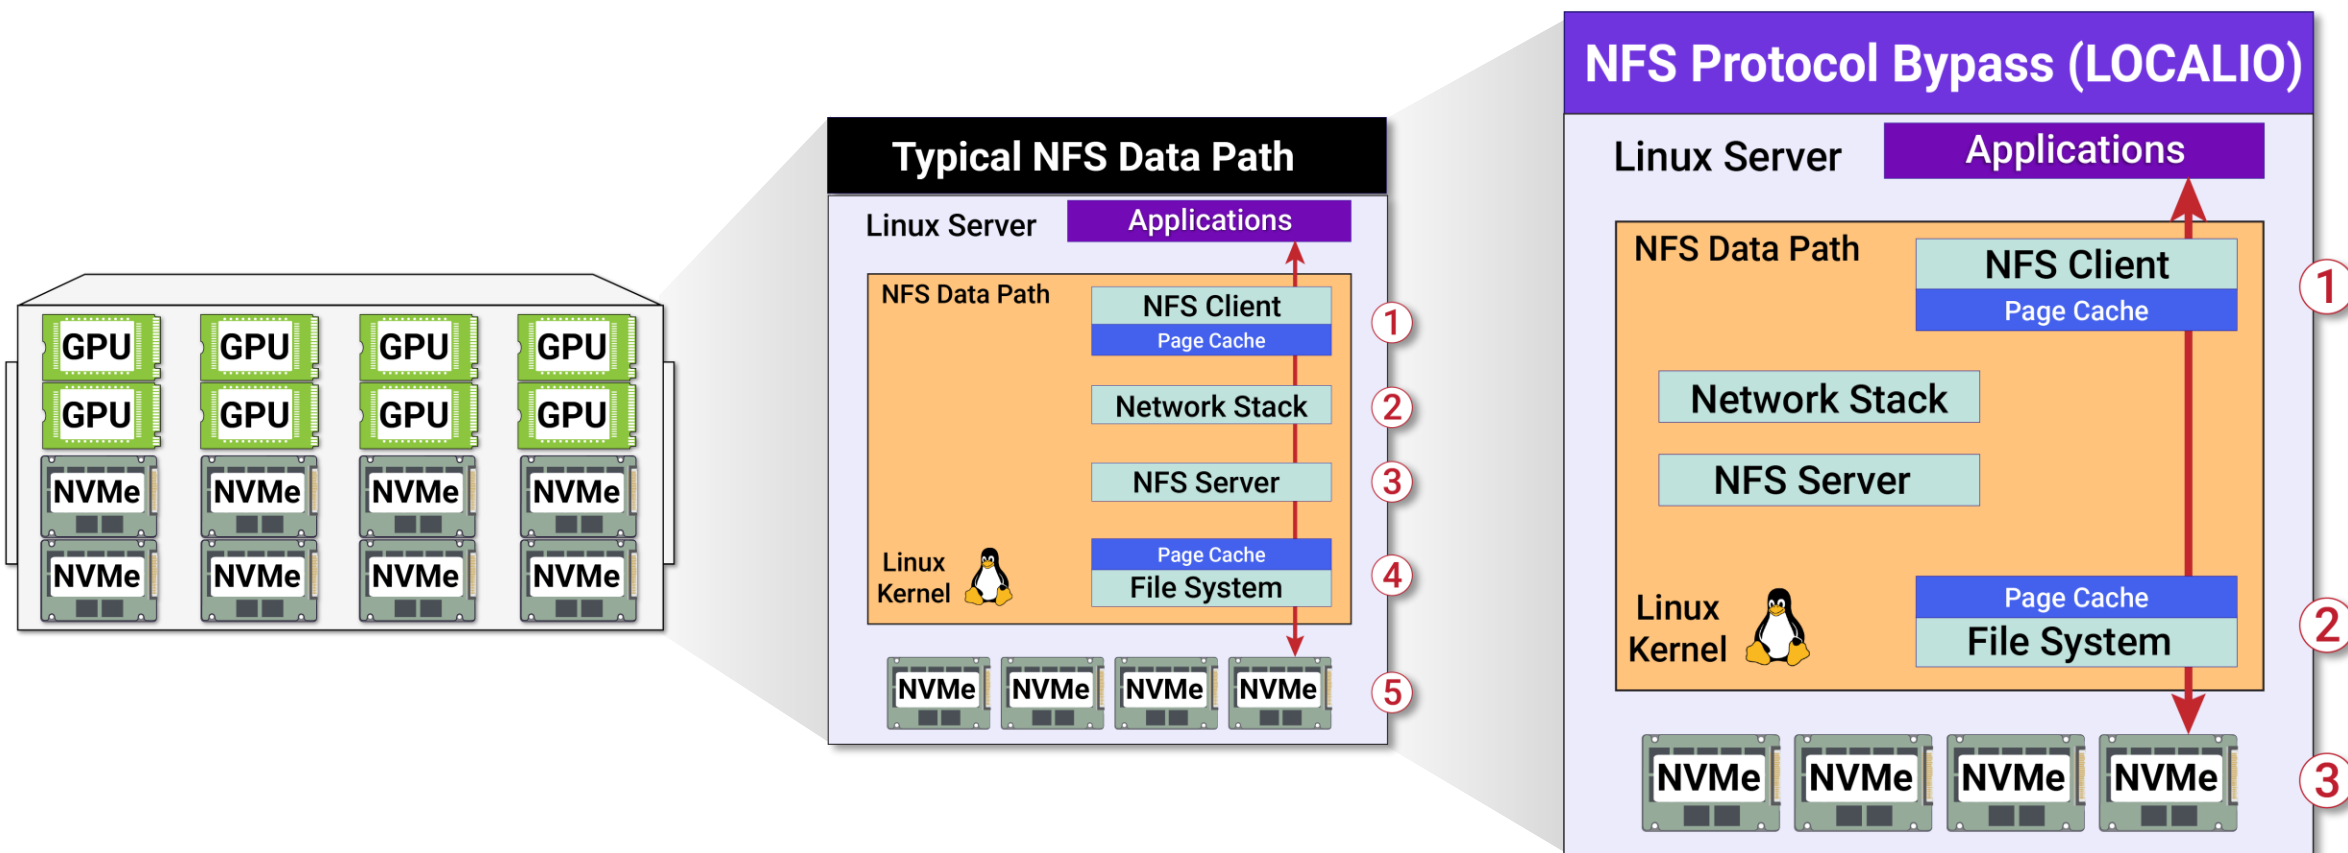 GPU GPU GPU GPU
GPU GPU GPU GPU
NVMe NVMe NVMe NVMe
NVMe NVMe NVMe NVMe
Typical NFS Data Path
Linux Server
Applications
NFS Data Path
NFS Client
Page Cache
1
Network Stack
2
NFS Server
3
Linux
Kernel
Page Cache
File System
4
NVMe NVMe NVMe NVMe
5
NFS Protocol Bypass (LOCALIO)
Linux Server
Applications
NFS Data Path
NFS Client
Page Cache
1
Network Stack
NFS Server
Linux
Kernel
Page Cache
File System
2
NVMe NVMe NVMe NVMe
3